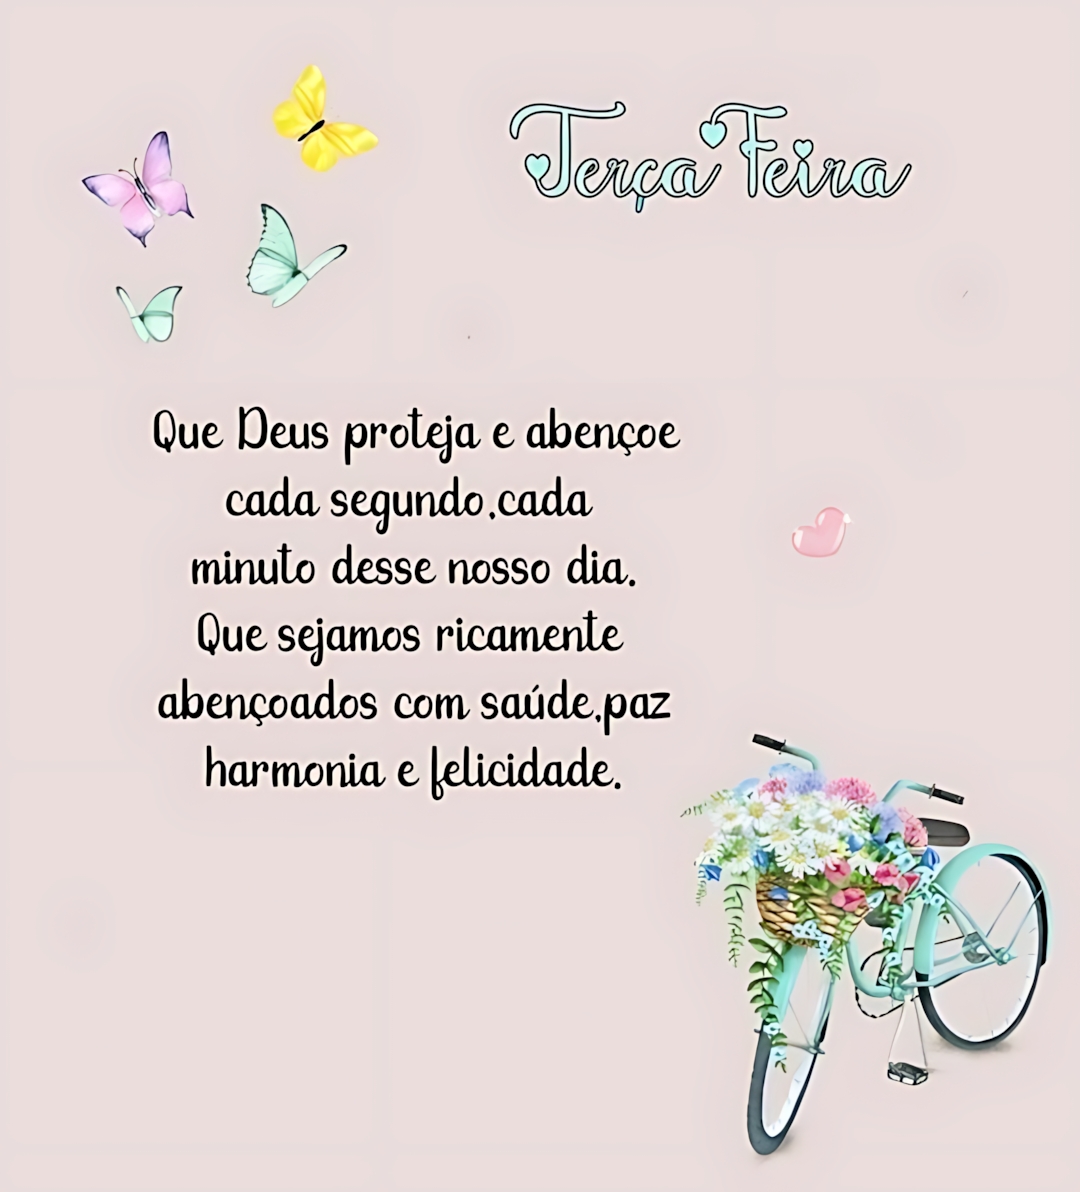 Terça Feira
Que Deus proteja e abençoe
cada segundo,cada
minuto desse nosso dia.
Que sejamos ricamente
abençoados com saúde,paz
harmonia e felicidade.